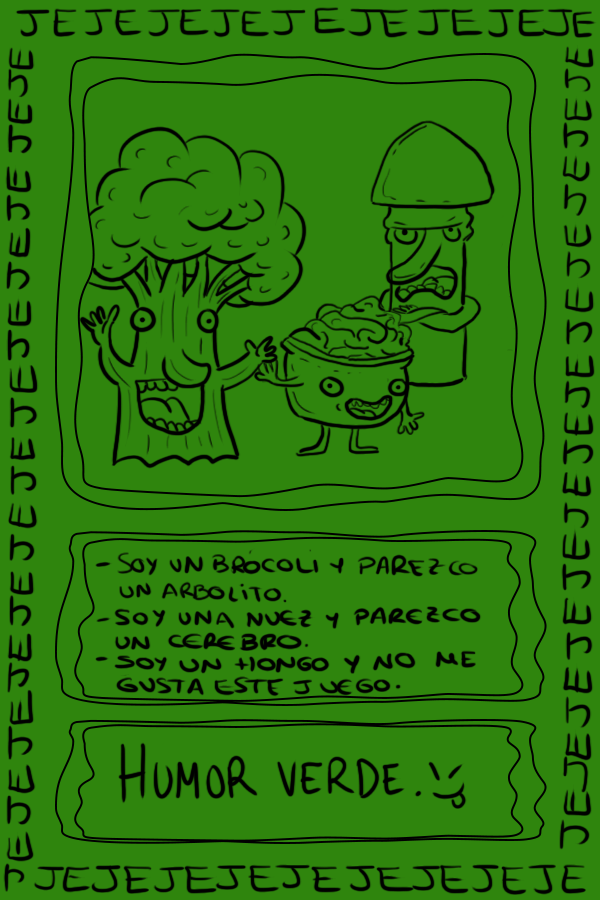 JEJEJEJEJEJEJEJEJEJE
- SOY UN BRÓCOLI Y PAREZCO
UN ARBOLITO.
- SOY UNA NUEZ Y PAREZCO
UN CEREBRO.
- SOY UN HONGO Y NO ME
GUSTA ESTE JUEGO.
HUMOR VERDE.
JEJEJEJEJEJEJEJEJE